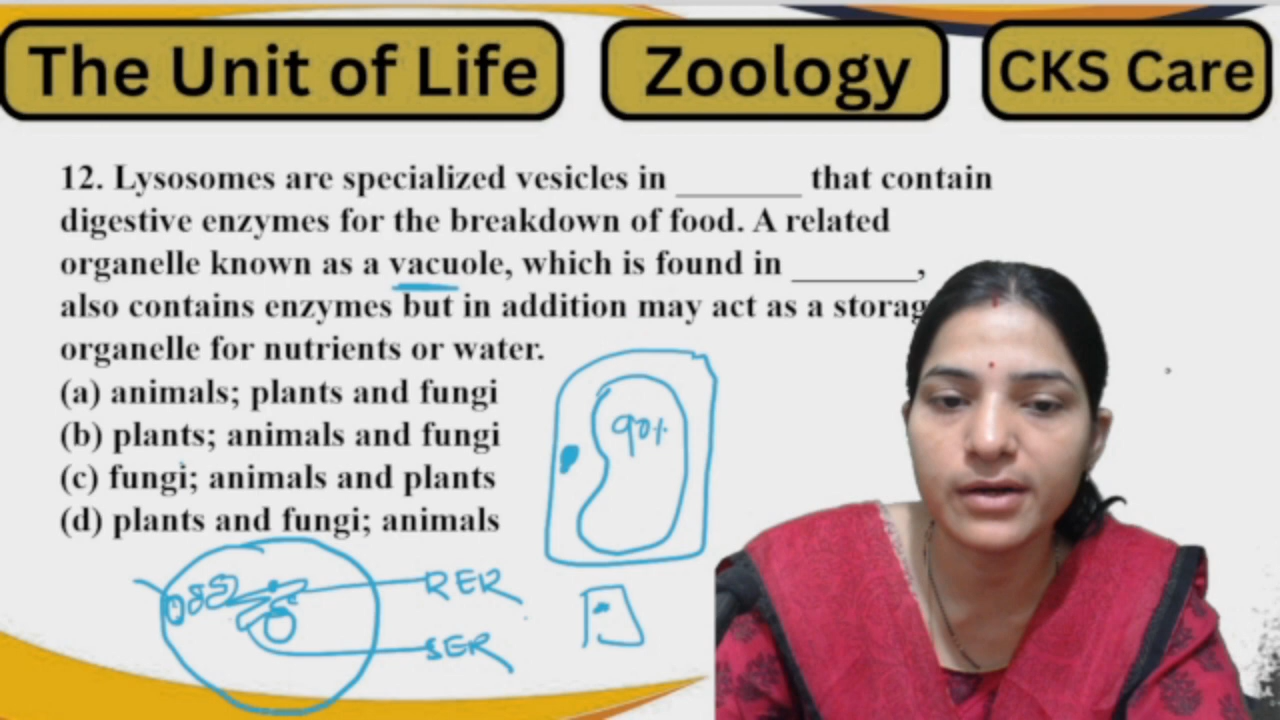 The Unit of Life
Zoology
CKS Care
12. Lysosomes are specialized vesicles in ________ that contain
digestive enzymes for the breakdown of food. A related
organelle known as a vacuole, which is found in ________,
also contains enzymes but in addition may act as a storag
organelle for nutrients or water.
(a) animals; plants and fungi
(b) plants; animals and fungi
(c) fungi; animals and plants
(d) plants and fungi; animals
90%
RER
SER